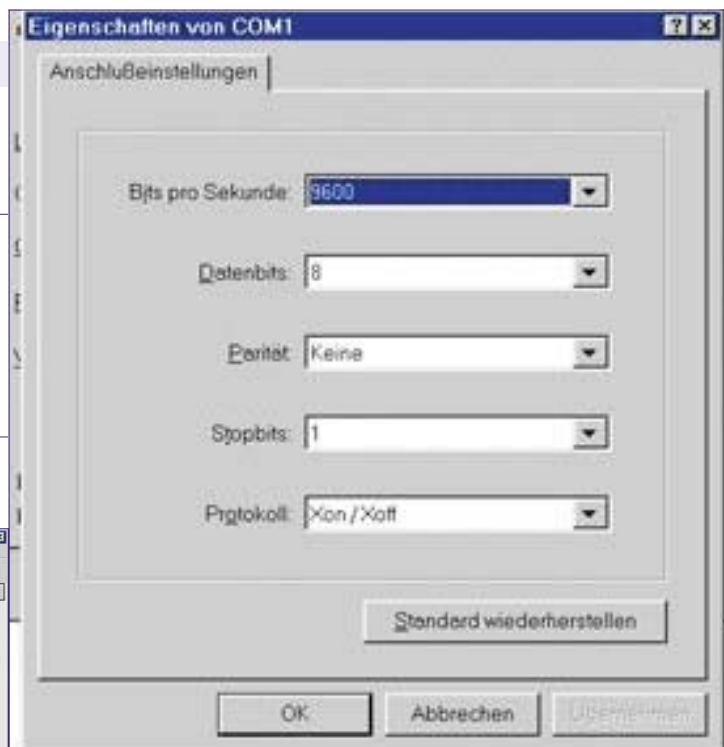 Eigenschaften von COM1
Anschlußeinstellungen
Bits pro Sekunde: 9600
Datenbits: 8
Parität: Keine
Stopbits: 1
Protokoll: Xon / Xoff
Standard wiederherstellen
OK Abbrechen Übernehmen